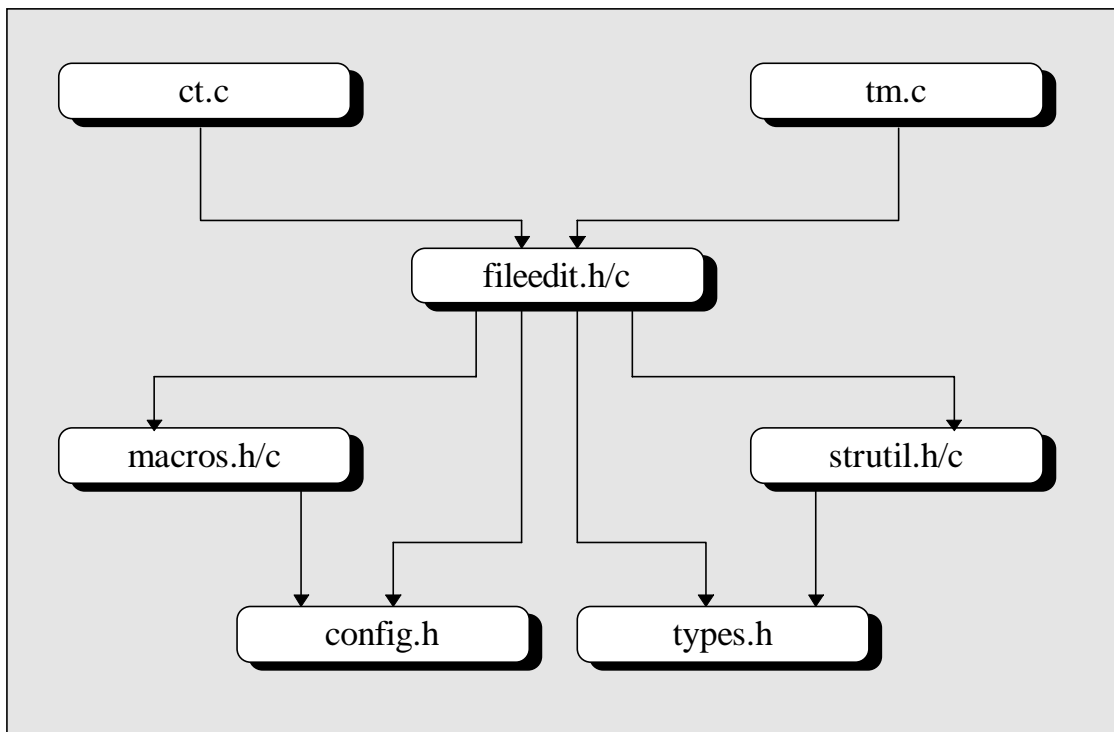 ct.c
tm.c
fileedit.h/c
macros.h/c
strutil.h/c
config.h
types.h